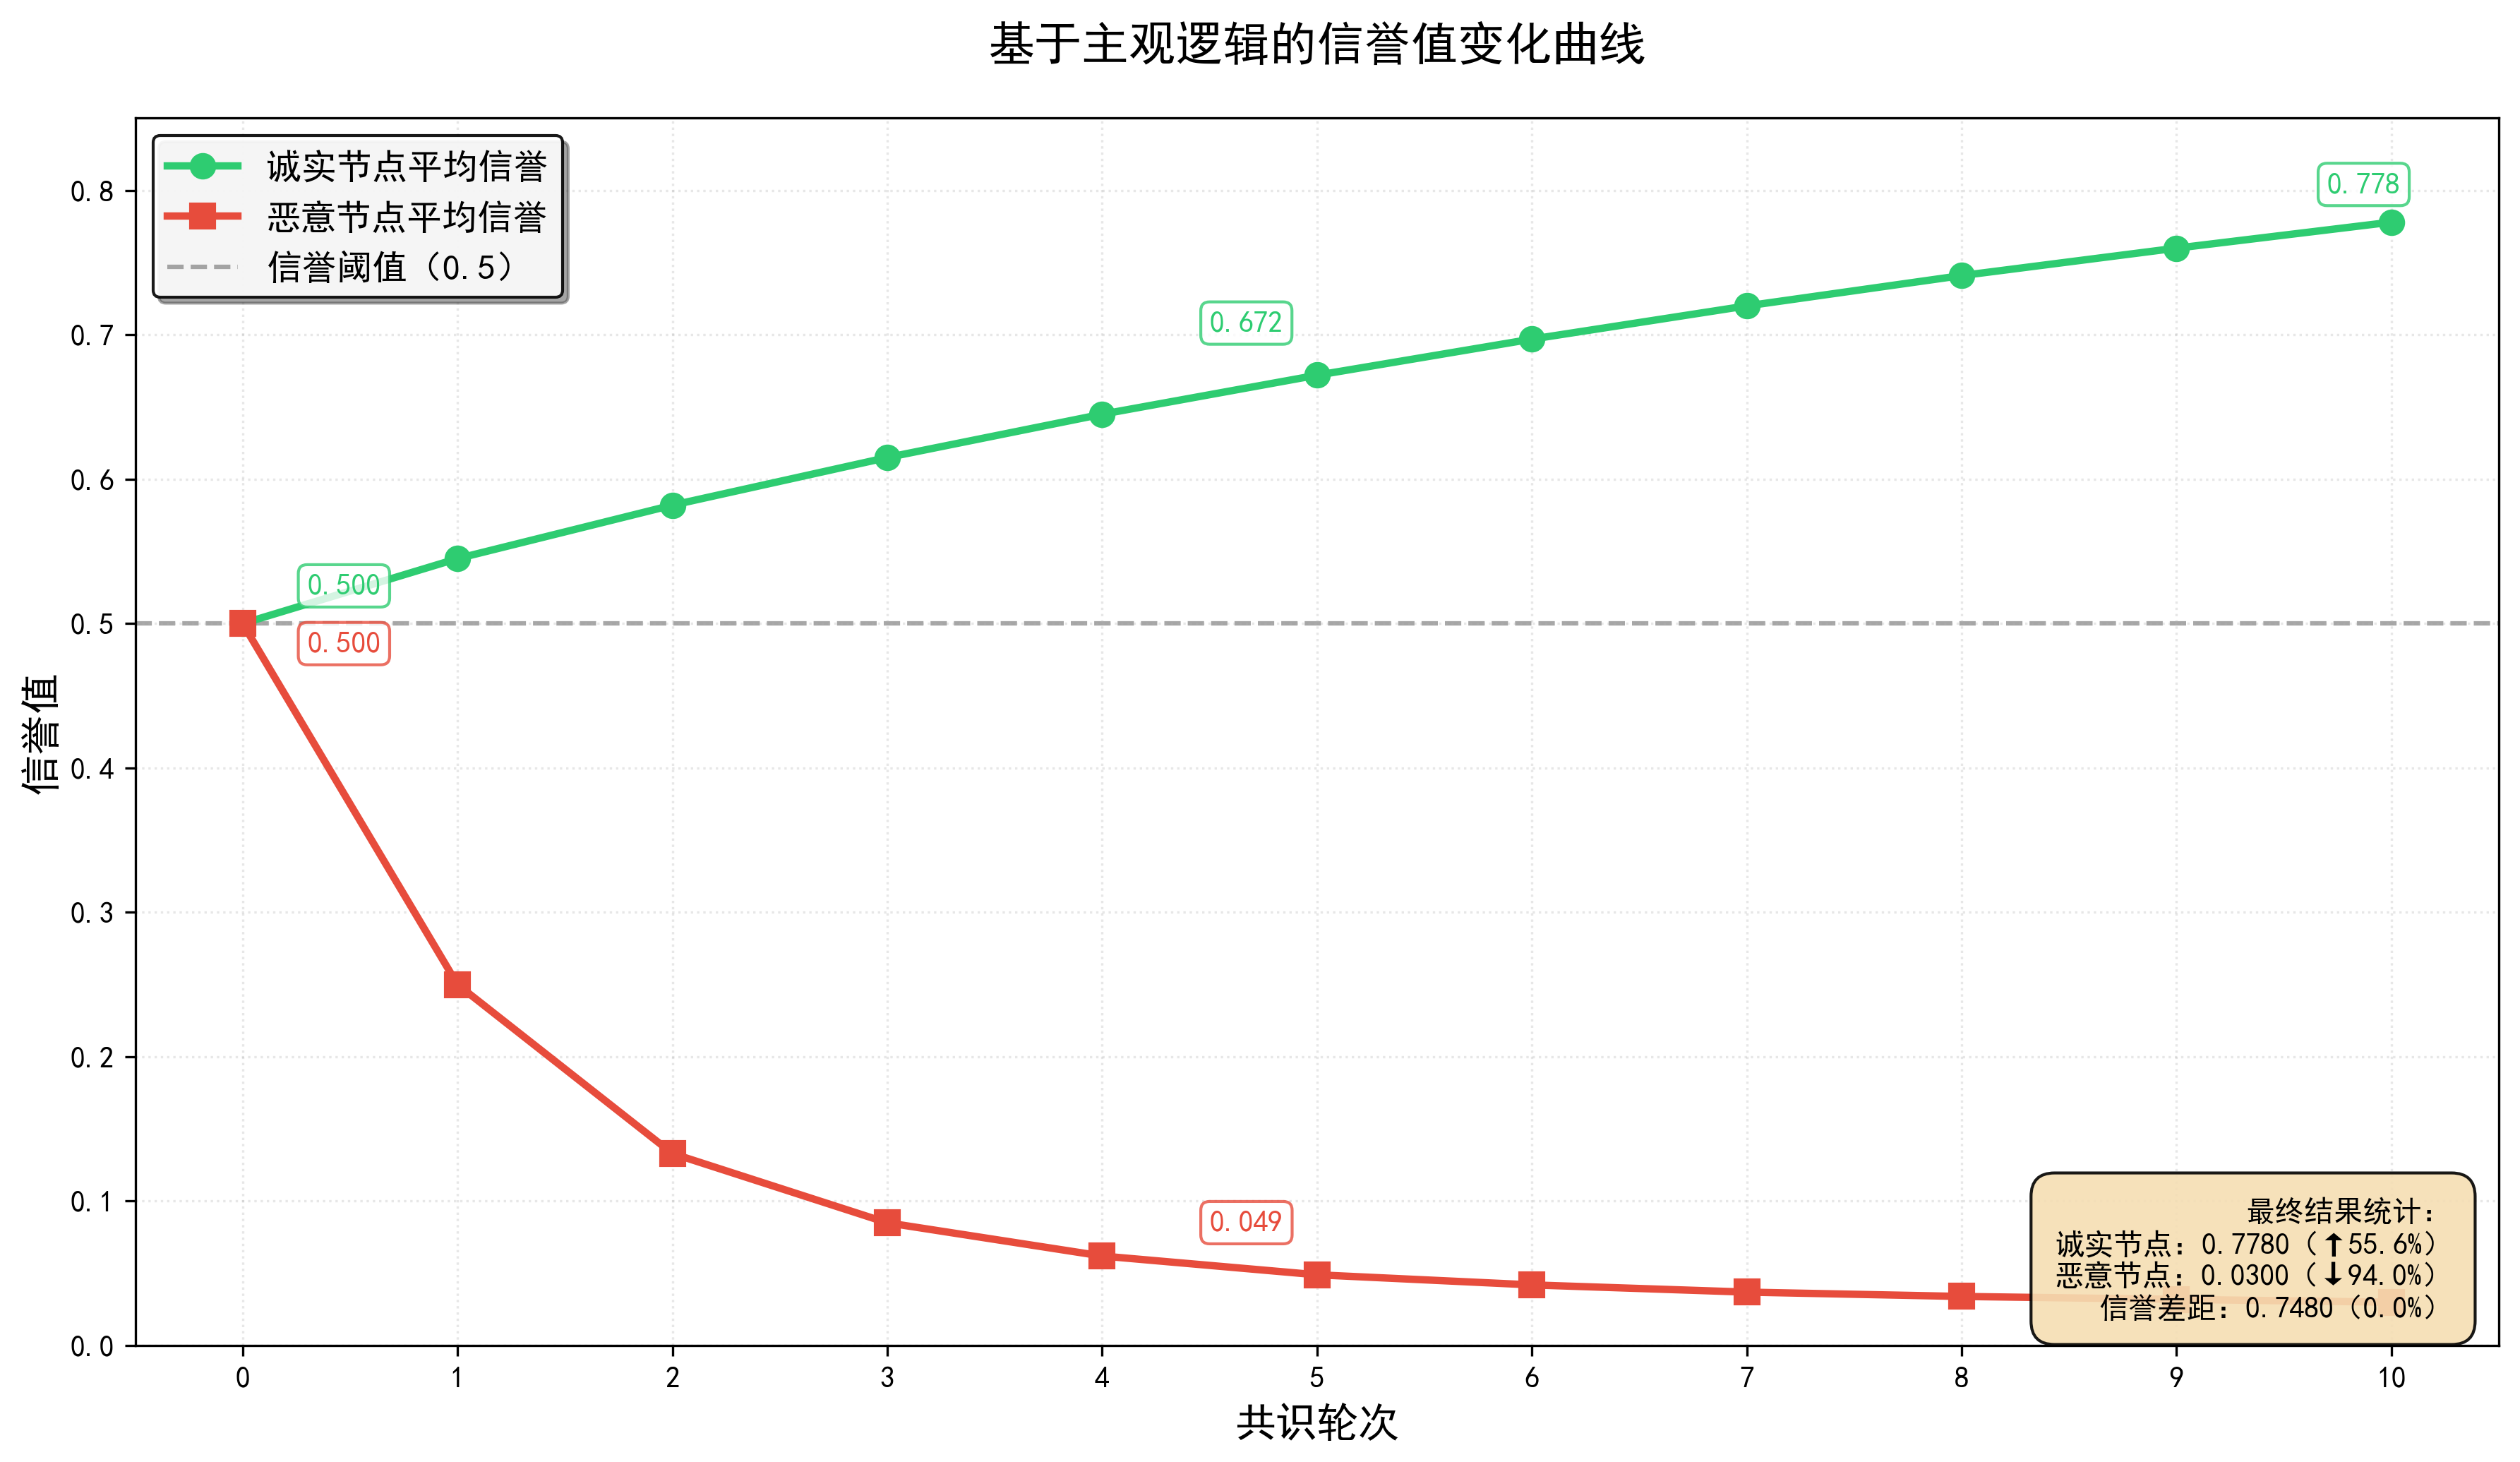 基于主观逻辑的信誉值变化曲线
诚实节点平均信誉
恶意节点平均信誉
信誉阈值（0.5）
0.8
0.7
0.6
0.5
0.4
0.3
0.2
0.1
0.0
信誉值
0.500
0.500
0.672
0.049
0.778
最终结果统计：
诚实节点：0.7780（↑55.6%）
恶意节点：0.0300（↓94.0%）
信誉差距：0.7480（0.0%）
0 1 2 3 4 5 6 7 8 9 10
共识轮次